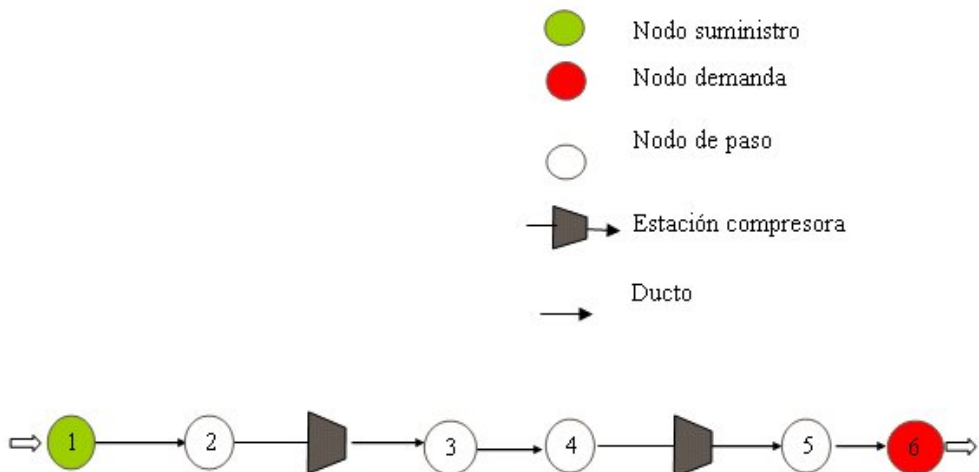 Nodo suministro
Nodo demanda
Nodo de paso
Estación compresora
Ducto
1 2 3 4 5 6